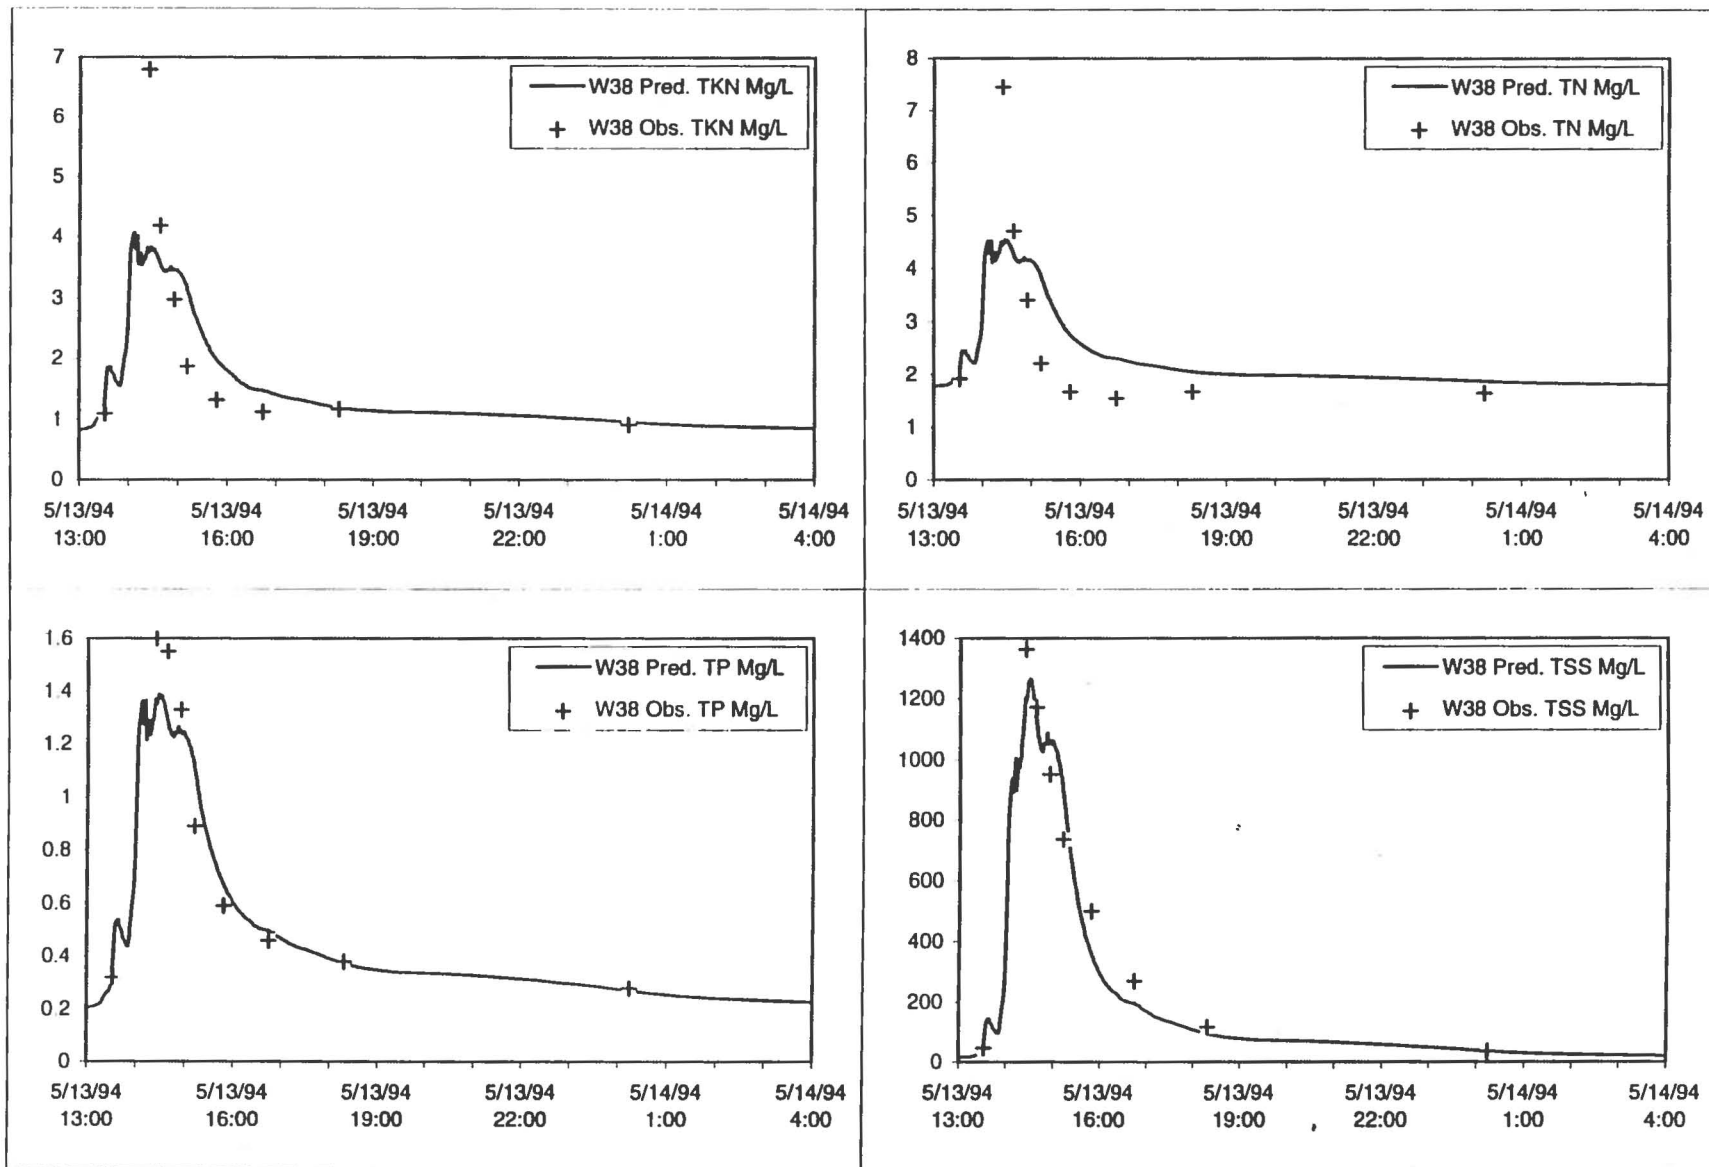 7
6
5
4
3
2
1
0
W38 Pred. TKN Mg/L
W38 Obs. TKN Mg/L
5/13/94 5/13/94 5/13/94 5/13/94 5/14/94 5/14/94
13:00 16:00 19:00 22:00 1:00 4:00
8
7
6
5
4
3
2
1
0
W38 Pred. TN Mg/L
W38 Obs. TN Mg/L
5/13/94 5/13/94 5/13/94 5/13/94 5/14/94 5/14/94
13:00 16:00 19:00 22:00 1:00 4:00
1.6
1.4
1.2
1
0.8
0.6
0.4
0.2
0
W38 Pred. TP Mg/L
W38 Obs. TP Mg/L
5/13/94 5/13/94 5/13/94 5/13/94 5/14/94 5/14/94
13:00 16:00 19:00 22:00 1:00 4:00
1400
1200
1000
800
600
400
200
0
W38 Pred. TSS Mg/L
W38 Obs. TSS Mg/L
5/13/94 5/13/94 5/13/94 5/13/94 5/14/94 5/14/94
13:00 16:00 19:00 22:00 1:00 4:00